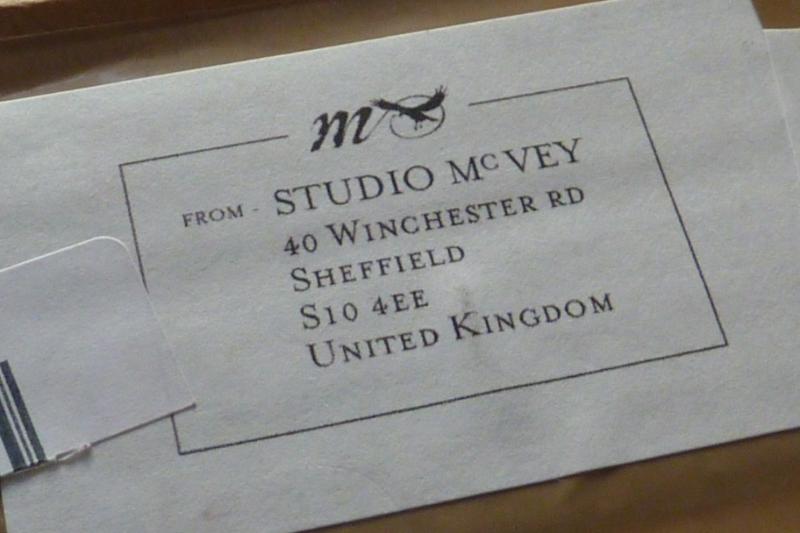 m
FROM - STUDIO McVEY
40 WINCHESTER RD
SHEFFIELD
S10 4EE
UNITED KINGDOM